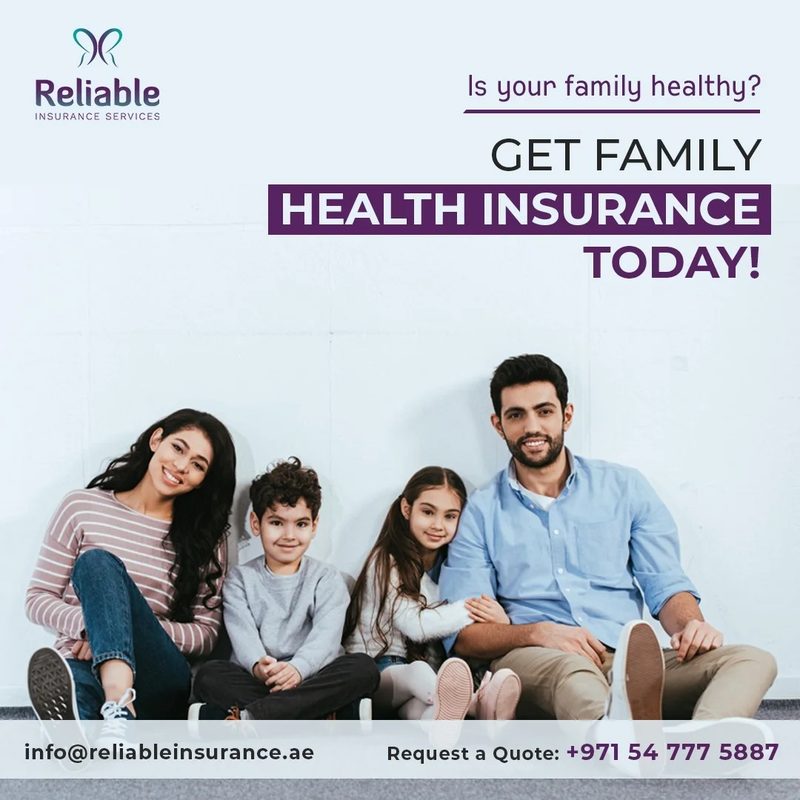 Reliable
INSURANCE SERVICES
Is your family healthy?
GET FAMILY
HEALTH INSURANCE
TODAY!
info@reliableinsurance.ae
Request a Quote: +971 54 777 5887